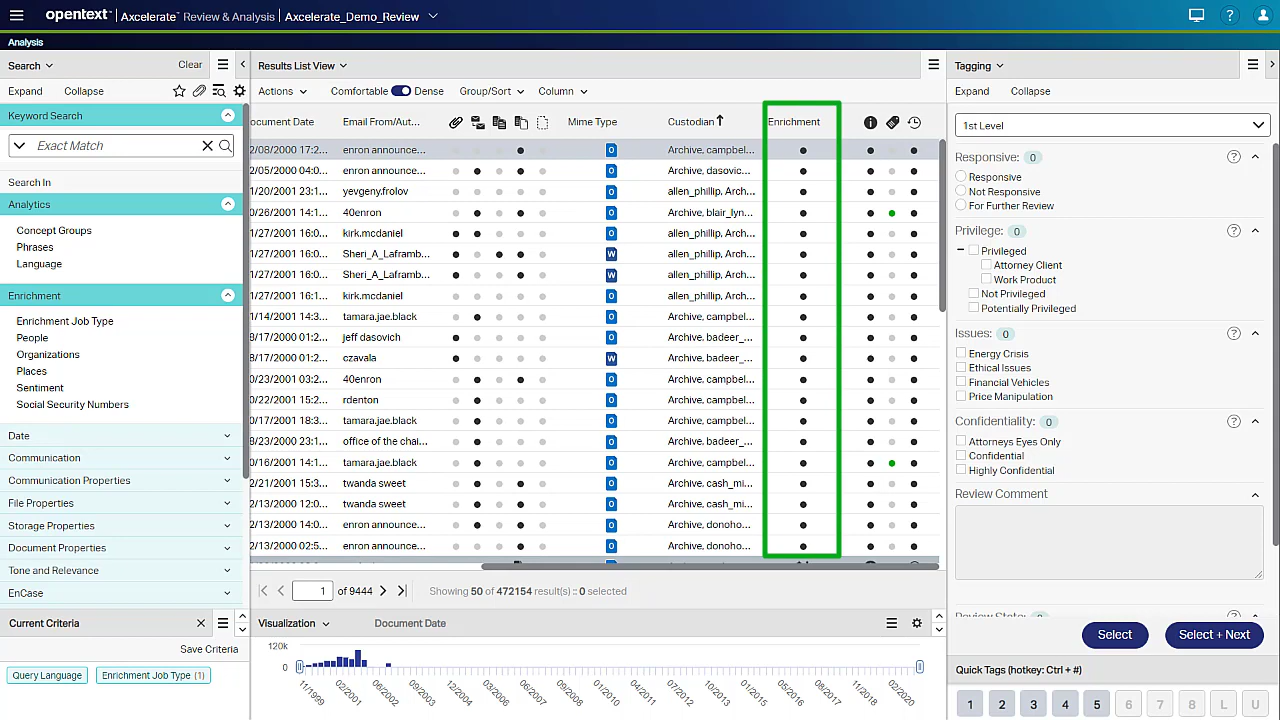 opentext™ | Axcelerate™ Review & Analysis | Axcelerate_Demo_Review
Analysis
Search
Clear
Expand
Collapse
Keyword Search
Exact Match
Search In
Analytics
Concept Groups
Phrases
Language
Enrichment
Enrichment Job Type
People
Organizations
Places
Sentiment
Social Security Numbers
Date
Communication
Communication Properties
File Properties
Storage Properties
Document Properties
Tone and Relevance
EnCase
Current Criteria
Save Criteria
Query Language
Enrichment Job Type (1)
Results List View
Actions
Comfortable
Dense
Group/Sort
Column
ocument Date Email From/Aut... Mime Type Custodian Enrichment
2/08/2000 17:2... enron announce... Archive, campbel...
2/05/2000 04:0... enron announce... Archive, dasovic...
1/20/2001 23:1... yevgeny.frolov allen_phillip, Arch...
0/26/2001 14:1... 40enron Archive, blair_lyn...
1/27/2001 16:0... kirk.mcdaniel allen_phillip, Arch...
1/27/2001 16:0... Sheri_A_Laframb... allen_phillip, Arch...
1/27/2001 16:0... Sheri_A_Laframb... allen_phillip, Arch...
1/27/2001 16:1... kirk.mcdaniel allen_phillip, Arch...
1/14/2001 14:3... tamara.jae.black Archive, campbel...
8/17/2000 01:2... jeff dasovich Archive, badeer_...
8/17/2000 01:2... czavala Archive, badeer_...
0/23/2001 03:2... 40enron Archive, campbel...
0/22/2001 15:2... rdenton Archive, campbel...
0/17/2001 18:3... tamara.jae.black Archive, campbel...
8/23/2000 23:1... office of the chai... Archive, badeer_...
0/16/2001 14:1... tamara.jae.black Archive, campbel...
2/21/2001 15:3... twanda sweet Archive, cash_mi...
2/13/2000 12:0... twanda sweet Archive, cash_mi...
2/13/2000 14:0... enron announce... Archive, donoho...
2/13/2000 02:5... enron announce... Archive, donoho...
1 of 9444
Showing 50 of 472154 result(s) :: 0 selected
Visualization
Document Date
120k
0
11/1999 02/2001 06/2002 09/2003 12/2004 03/2006 06/2007 09/2008 01/2010 04/2011 07/2012 10/2013 01/2015 05/2016 08/2017 11/2018 03/2020
Tagging
Expand
Collapse
1st Level
Responsive: 0
Responsive
Not Responsive
For Further Review
Privilege: 0
Privileged
Attorney Client
Work Product
Not Privileged
Potentially Privileged
Issues: 0
Energy Crisis
Ethical Issues
Financial Vehicles
Price Manipulation
Confidentiality: 0
Attorneys Eyes Only
Confidential
Highly Confidential
Review Comment
Select
Select + Next
Quick Tags (hotkey: Ctrl + #)
1 2 3 4 5 6 7 8 L U